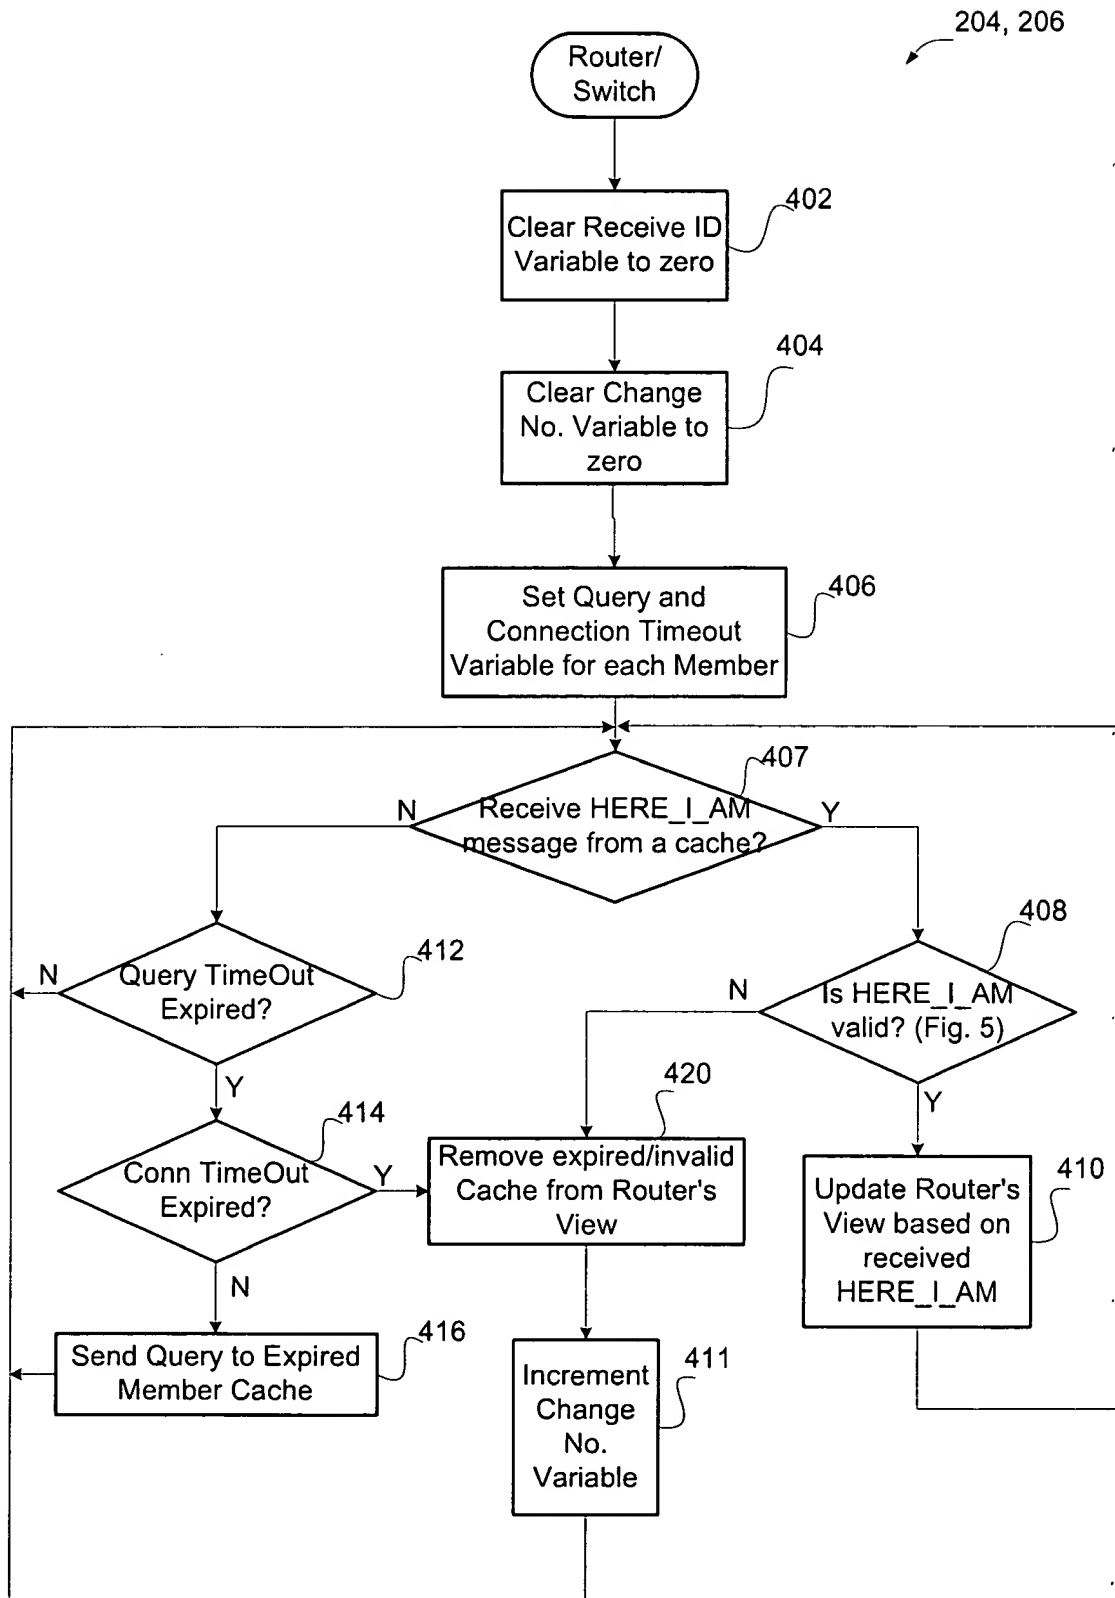 204, 206
Router/
Switch
402
Clear Receive ID
Variable to zero
404
Clear Change
No. Variable to
zero
406
Set Query and
Connection Timeout
Variable for each Member
407
N
Receive HERE_I_AM
message from a cache?
Y
408
412
N
Query TimeOut
Expired?
N
Is HERE_I_AM
valid? (Fig. 5)
Y
Y
414
420
Conn TimeOut
Expired?
Y
Remove expired/invalid
Cache from Router's
View
410
Update Router's
View based on
received
HERE_I_AM
N
416
Send Query to Expired
Member Cache
411
Increment
Change
No.
Variable